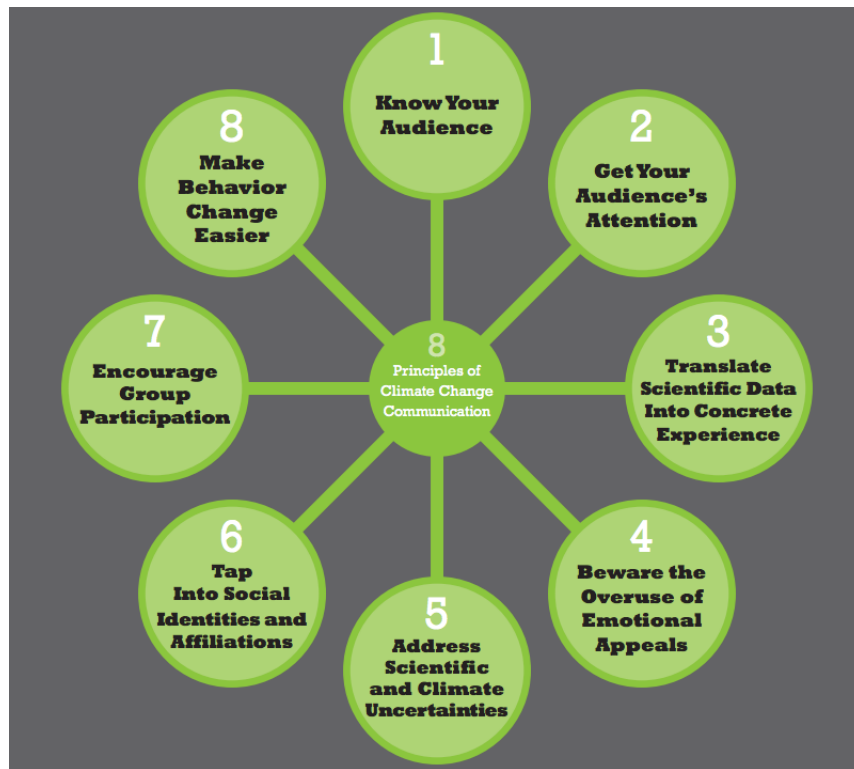 1
Know Your
Audience
2
Get Your
Audience's
Attention
3
Translate
Scientific Data
Into Concrete
Experience
4
Beware the
Overuse of
Emotional
Appeals
5
Address
Scientific
and Climate
Uncertainties
6
Tap
Into Social
Identities and
Affiliations
7
Encourage
Group
Participation
8
Make
Behavior
Change
Easier
8
Principles of
Climate Change
Communication